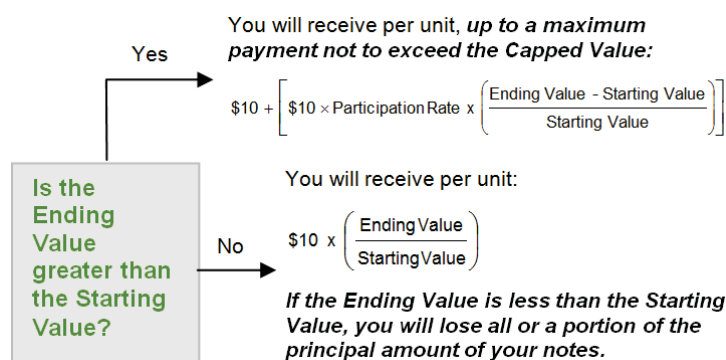 You will receive per unit, up to a maximum
payment not to exceed the Capped Value:
Yes
$10 + [ $10 × Participation Rate x ( Ending Value - Starting Value / Starting Value ) ]
Is the
Ending
Value
greater than
the Starting
Value?
You will receive per unit:
No
$10 x ( Ending Value / Starting Value )
If the Ending Value is less than the Starting
Value, you will lose all or a portion of the
principal amount of your notes.